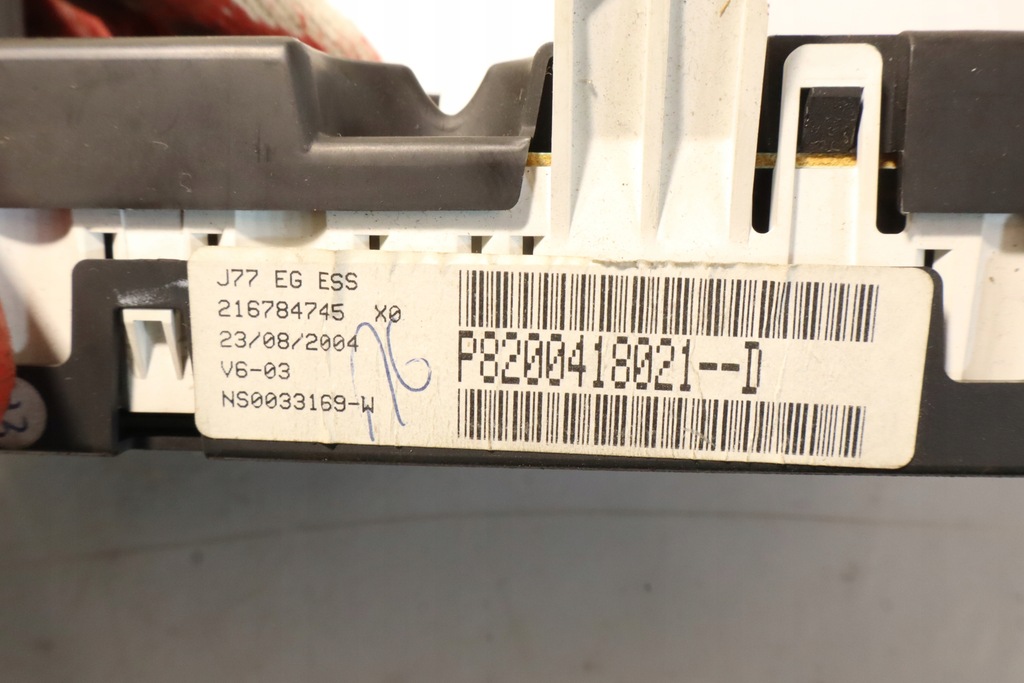 J77 EG ESS
216784745 X0
23/08/2004
V6-03
NS0033169-W
P8200418021--D